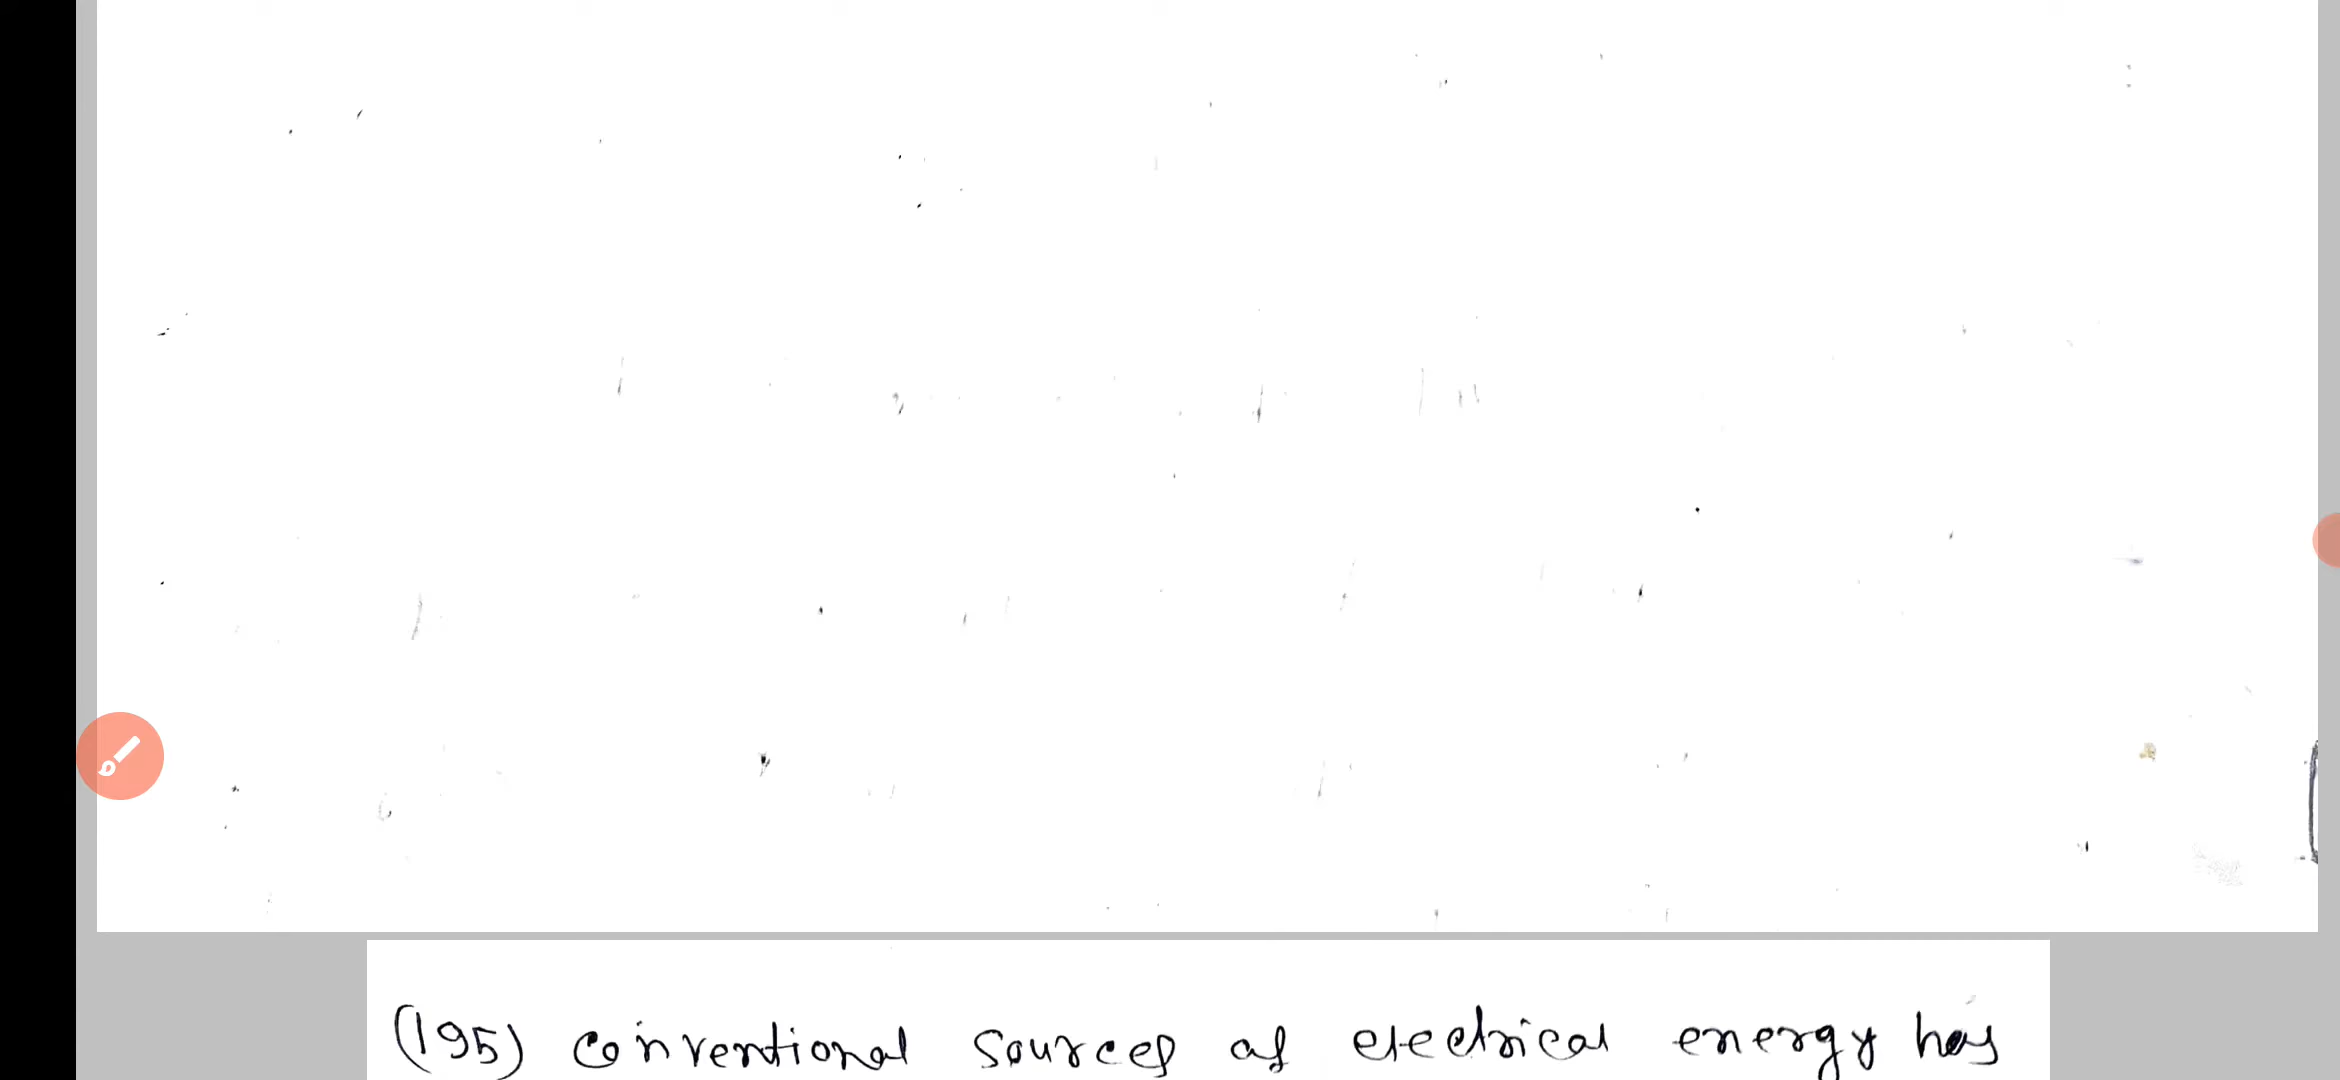 (195) conventional sources of electrical energy has